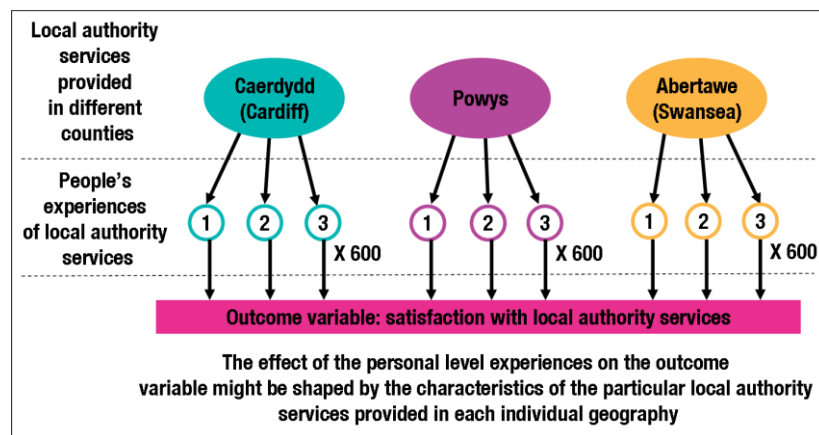 Local authority
services
provided
in different
counties
Caerdydd
(Cardiff)
Powys
Abertawe
(Swansea)
People's
experiences
of local authority
services
1
2
3
X 600
1
2
3
X 600
1
2
3
X 600
Outcome variable: satisfaction with local authority services
The effect of the personal level experiences on the outcome
variable might be shaped by the characteristics of the particular local authority
services provided in each individual geography